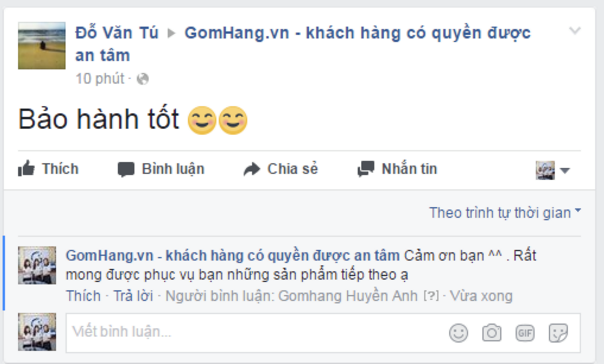 Đỗ Văn Tú ▸ GomHang.vn - khách hàng có quyền được
an tâm
10 phút ·
Bảo hành tốt 😊😊
Thích Bình luận Chia sẻ Nhắn tin
Theo trình tự thời gian
GomHang.vn - khách hàng có quyền được an tâm Cảm ơn bạn ^^ . Rất
mong được phục vụ bạn những sản phẩm tiếp theo ạ
Thích · Trả lời · Người bình luận: Gomhang Huyền Anh [?] · Vừa xong
Viết bình luận...
GIF